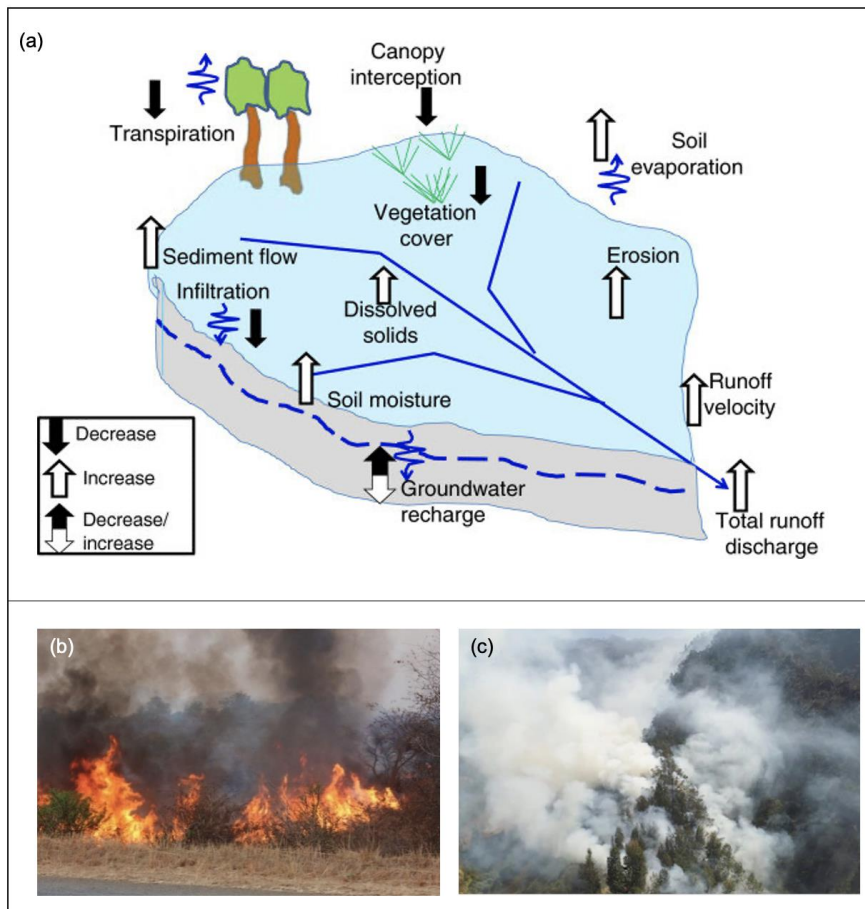 (a)
Canopy
interception
Transpiration
Soil
evaporation
Vegetation
cover
Sediment flow
Erosion
Infiltration
Dissolved
solids
Soil moisture
Runoff
velocity
Decrease
Increase
Decrease/
increase
Groundwater
recharge
Total runoff
discharge
(b)
(c)